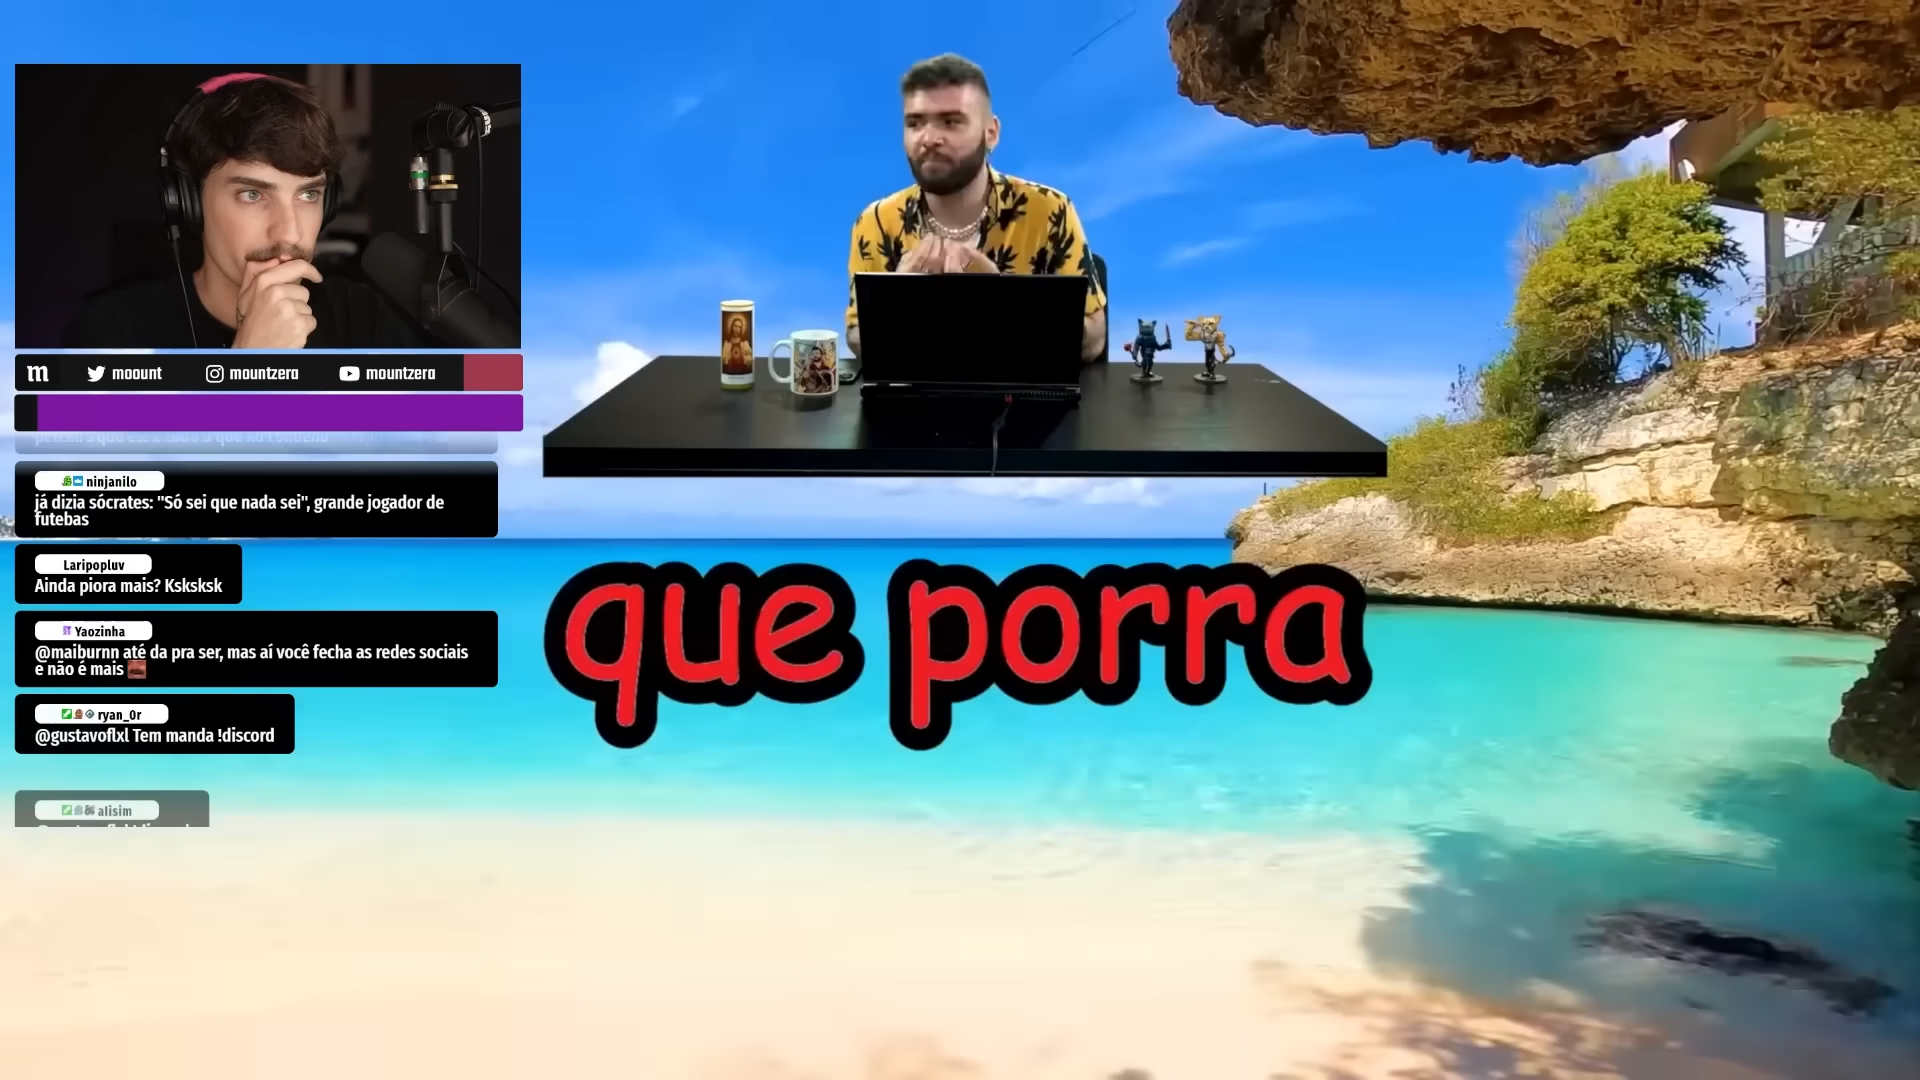 m moount mountzera mountzera
ninjanilo
já dizia sócrates: "Só sei que nada sei", grande jogador de
futebas
Laripopluv
Ainda piora mais? Ksksksk
Yaozinha
@maiburnn até da pra ser, mas aí você fecha as redes sociais
e não é mais
ryan_0r
@gustavoflxl Tem manda !discord
alisim
que porra